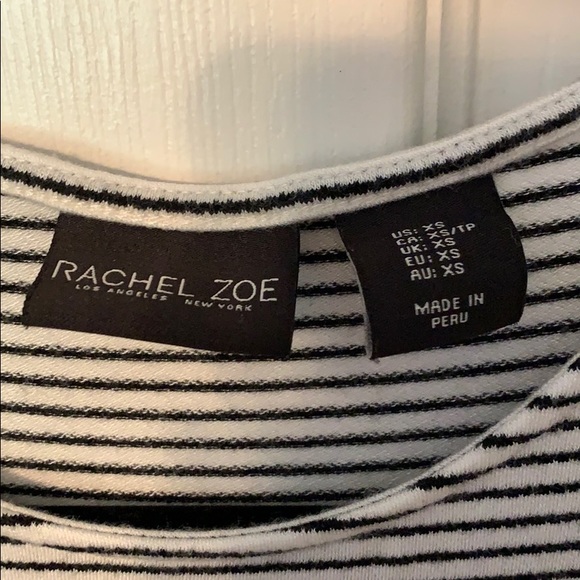 RACHEL ZOE
LOS ANGELES NEW YORK
US: XS
CA: XS/TP
UK: XS
EU: XS
AU: XS
MADE IN
PERU